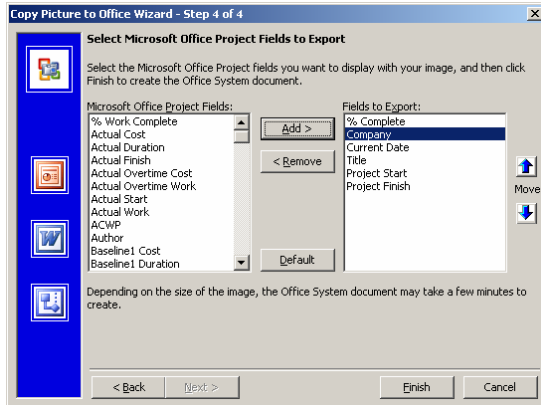 Copy Picture to Office Wizard - Step 4 of 4
Select Microsoft Office Project Fields to Export
Select the Microsoft Office Project fields you want to display with your image, and then click
Finish to create the Office System document.
Microsoft Office Project Fields:
% Work Complete
Actual Cost
Actual Duration
Actual Finish
Actual Overtime Cost
Actual Overtime Work
Actual Start
Actual Work
ACWP
Author
Baseline1 Cost
Baseline1 Duration
Add >
< Remove
Default
Fields to Export:
% Complete
Company
Current Date
Title
Project Start
Project Finish
Move
Depending on the size of the image, the Office System document may take a few minutes to
create.
< Back
Next >
Finish
Cancel